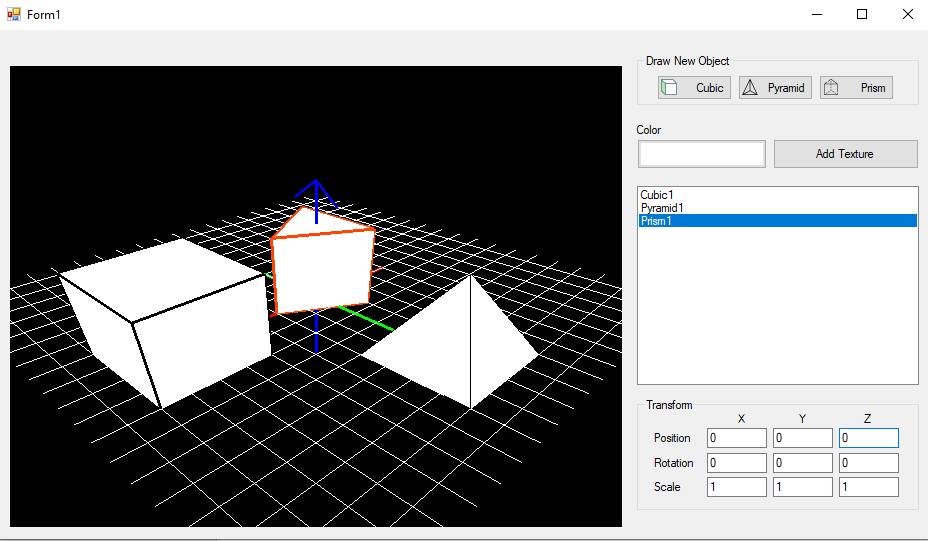 Form1
Draw New Object
Cubic Pyramid Prism
Color
Add Texture
Cubic1
Pyramid1
Prism1
Transform
X Y Z
Position 0 0 0
Rotation 0 0 0
Scale 1 1 1